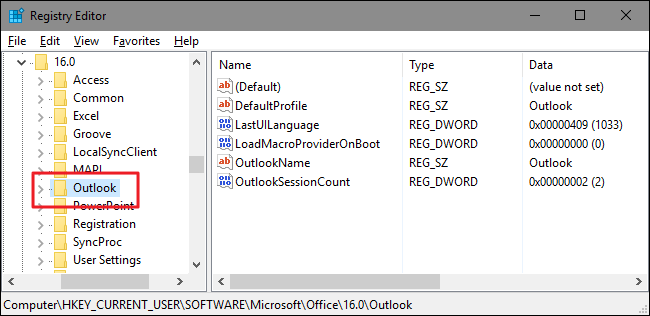 Registry Editor
File Edit View Favorites Help
16.0
Access
Common
Excel
Groove
LocalSyncClient
MAPI
Outlook
PowerPoint
Registration
SyncProc
User Settings
Name Type Data
(Default) REG_SZ (value not set)
DefaultProfile REG_SZ Outlook
LastUILanguage REG_DWORD 0x00000409 (1033)
LoadMacroProviderOnBoot REG_DWORD 0x00000000 (0)
OutlookName REG_SZ Outlook
OutlookSessionCount REG_DWORD 0x00000002 (2)
Computer\HKEY_CURRENT_USER\SOFTWARE\Microsoft\Office\16.0\Outlook